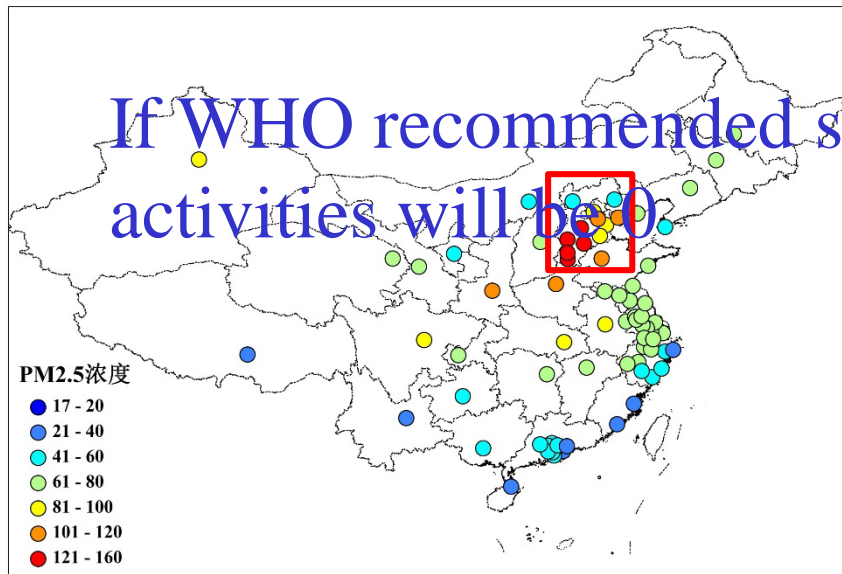 If WHO recommended s
activities will be 0
PM2.5浓度
17 - 20
21 - 40
41 - 60
61 - 80
81 - 100
101 - 120
121 - 160